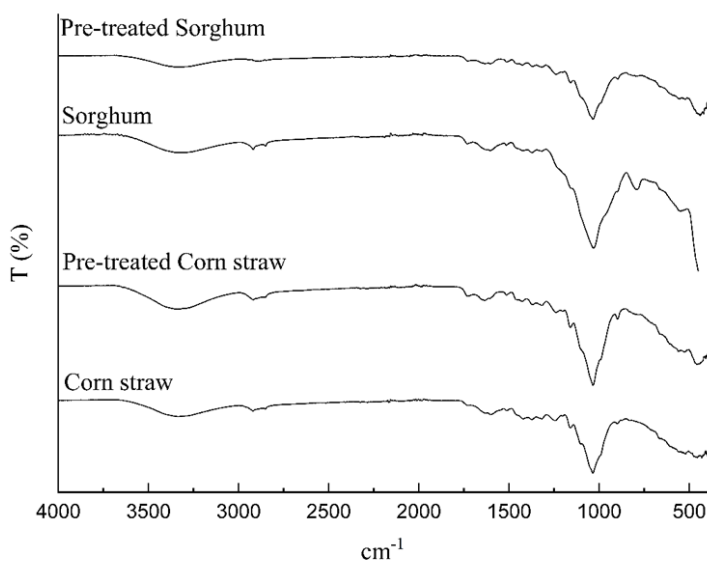 Pre-treated Sorghum
Sorghum
Pre-treated Corn straw
Corn straw
T (%)
4000 3500 3000 2500 2000 1500 1000 500
cm⁻¹